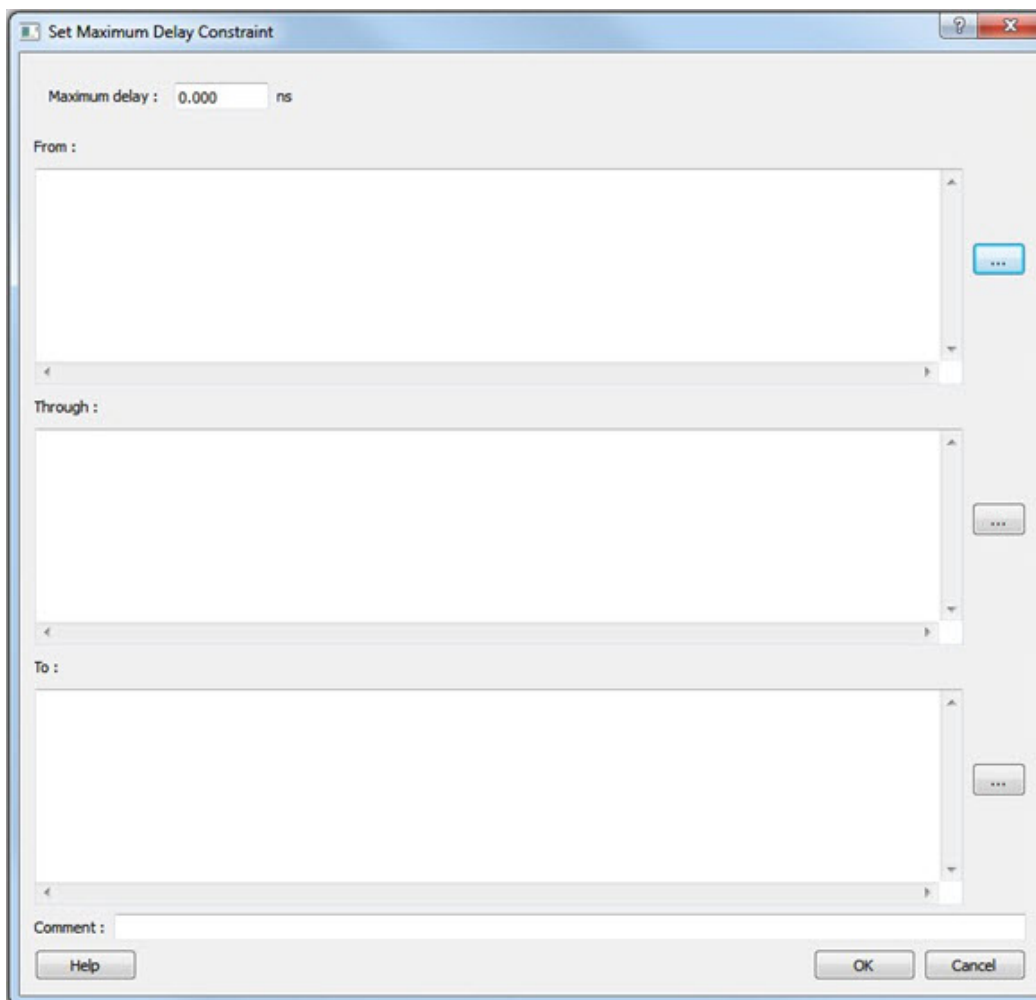 Set Maximum Delay Constraint
?
Maximum delay : 0.000 ns
From :
...
Through :
...
To :
...
Comment :
Help OK Cancel